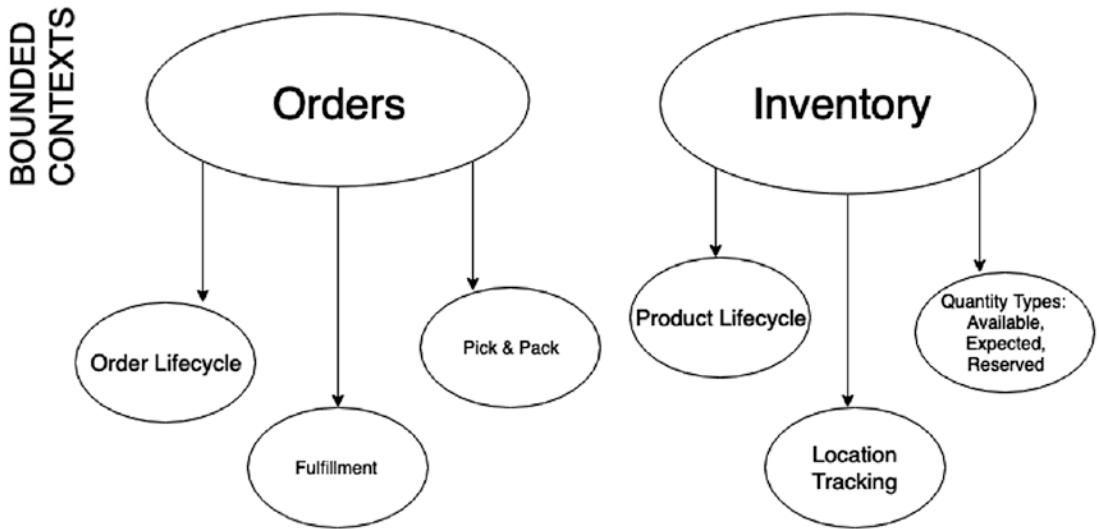 BOUNDED
CONTEXTS
Orders
Inventory
Order Lifecycle
Fulfillment
Pick & Pack
Product Lifecycle
Location
Tracking
Quantity Types:
Available,
Expected,
Reserved